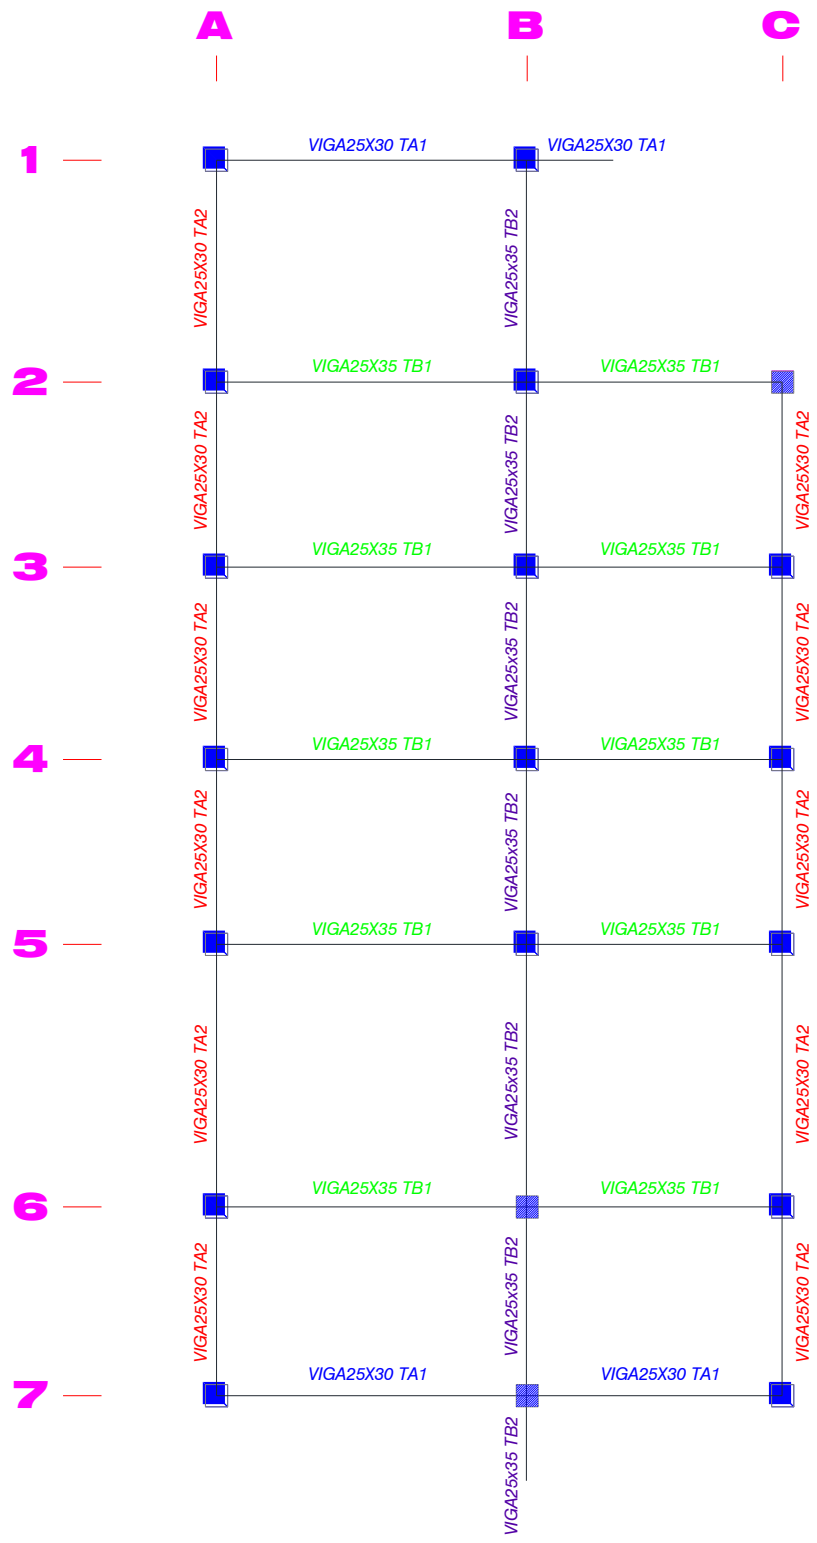 A B C
1 VIGA25X30 TA1 VIGA25X30 TA1
VIGA25X30 TA2 VIGA25x35 TB2
2 VIGA25X35 TB1 VIGA25X35 TB1
VIGA25X30 TA2 VIGA25x35 TB2 VIGA25X30 TA2
3 VIGA25X35 TB1 VIGA25X35 TB1
VIGA25X30 TA2 VIGA25x35 TB2 VIGA25X30 TA2
4 VIGA25X35 TB1 VIGA25X35 TB1
VIGA25X30 TA2 VIGA25x35 TB2 VIGA25X30 TA2
5 VIGA25X35 TB1 VIGA25X35 TB1
VIGA25X30 TA2 VIGA25x35 TB2 VIGA25X30 TA2
6 VIGA25X35 TB1 VIGA25X35 TB1
VIGA25X30 TA2 VIGA25x35 TB2 VIGA25X30 TA2
7 VIGA25X30 TA1 VIGA25X30 TA1
VIGA25x35 TB2